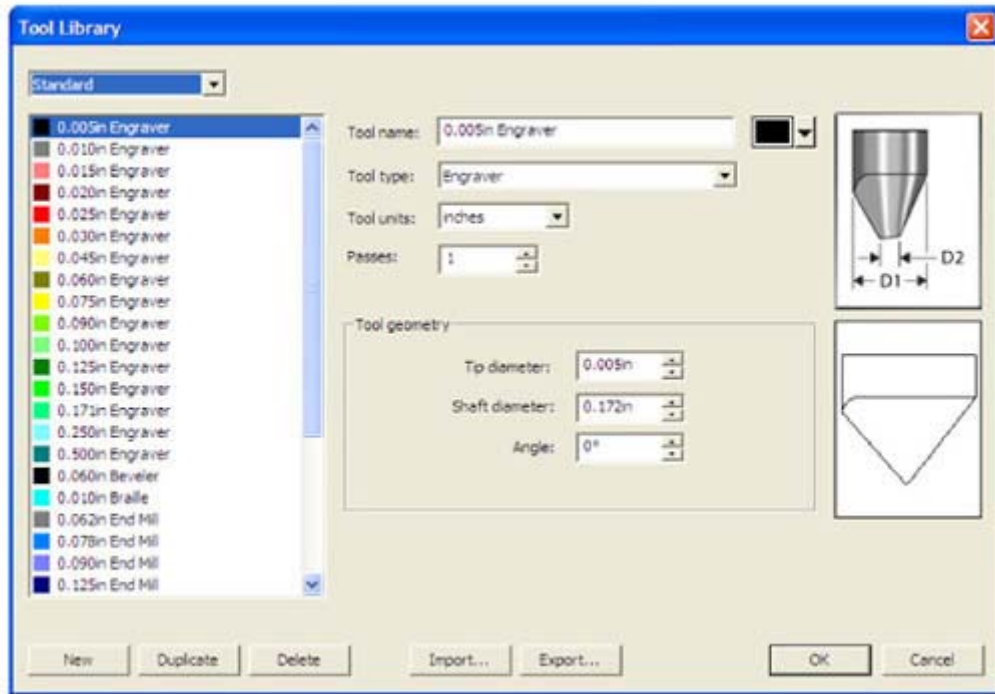 Tool Library
Standard
0.005in Engraver
0.010in Engraver
0.015in Engraver
0.020in Engraver
0.025in Engraver
0.030in Engraver
0.045in Engraver
0.060in Engraver
0.075in Engraver
0.090in Engraver
0.100in Engraver
0.125in Engraver
0.150in Engraver
0.171in Engraver
0.250in Engraver
0.500in Engraver
0.060in Beveler
0.010in Braille
0.062in End Mill
0.078in End Mill
0.090in End Mill
0.125in End Mill
Tool name: 0.005in Engraver
Tool type: Engraver
Tool units: inches
Passes: 1
Tool geometry
Tip diameter: 0.005in
Shaft diameter: 0.172in
Angle: 0°
D2
D1
New
Duplicate
Delete
Import...
Export...
OK
Cancel